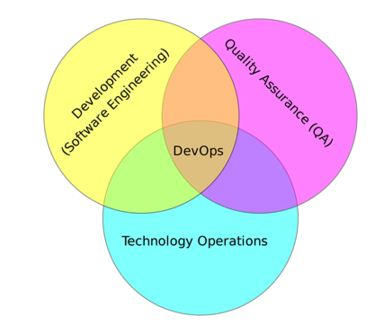 Development
(Software Engineering)
Quality Assurance (QA)
DevOps
Technology Operations